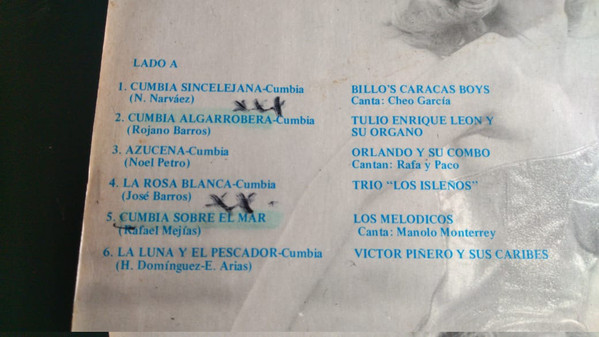 LADO A
1. CUMBIA SINCELEJANA-Cumbia BILLO'S CARACAS BOYS
(N. Narváez) Canta: Cheo García
xxx
2. CUMBIA ALGARROBERA-Cumbia TULIO ENRIQUE LEON Y
(Rojano Barros) SU ORGANO
3. AZUCENA-Cumbia ORLANDO Y SU COMBO
(Noel Petro) Cantan: Rafa y Paco
4. LA ROSA BLANCA-Cumbia TRIO "LOS ISLEÑOS"
(José Barros)
xx
5. CUMBIA SOBRE EL MAR LOS MELODICOS
(Rafael Mejías) Canta: Manolo Monterrey
6. LA LUNA Y EL PESCADOR-Cumbia VICTOR PIÑERO Y SUS CARIBES
(H. Domínguez-E. Arias)